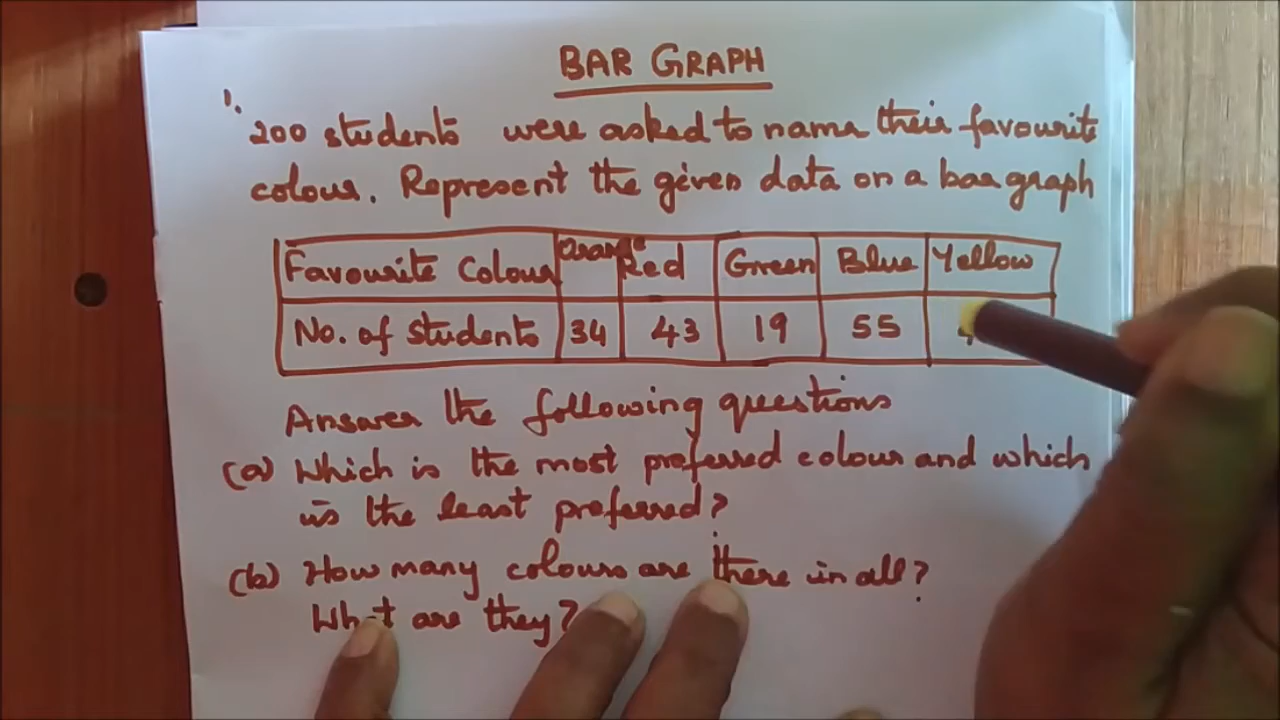 BAR GRAPH
1.
200 students were asked to name their favourite
colour. Represent the given data on a bar graph
Favourite Colour Orange Red Green Blue Yellow
No. of students 34 43 19 55
Answer the following questions
(a) Which is the most preferred colour and which
is the least preferred?
(b) How many colours are there in all?
What are they?